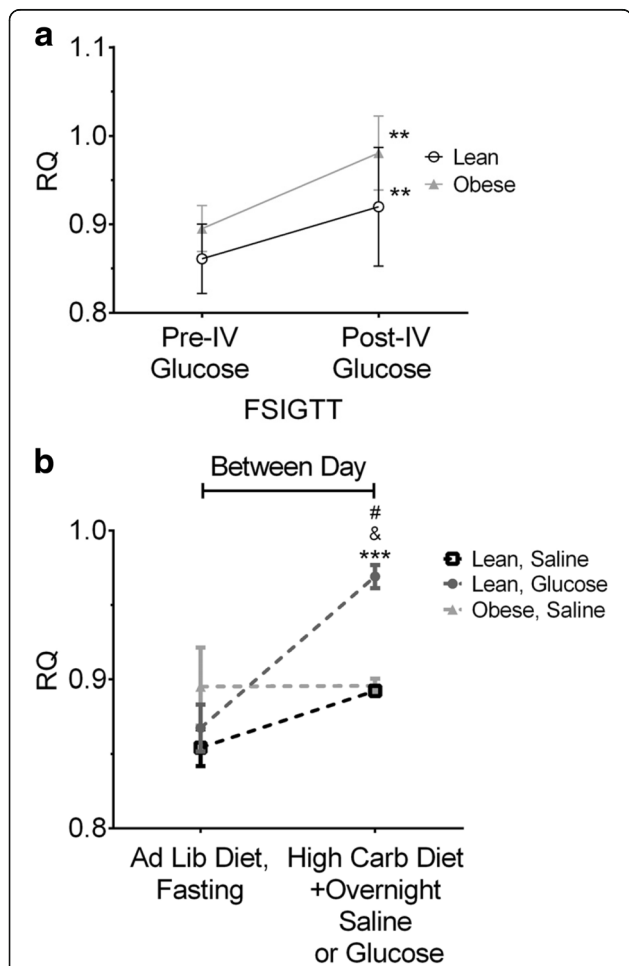 a
1.1
1.0
0.9
0.8
RQ
**
**
Lean
Obese
Pre-IV
Glucose
Post-IV
Glucose
FSIGTT
b
Between Day
1.0
0.9
0.8
RQ
#
&
***
Lean, Saline
Lean, Glucose
Obese, Saline
Ad Lib Diet,
Fasting
High Carb Diet
+Overnight
Saline
or Glucose